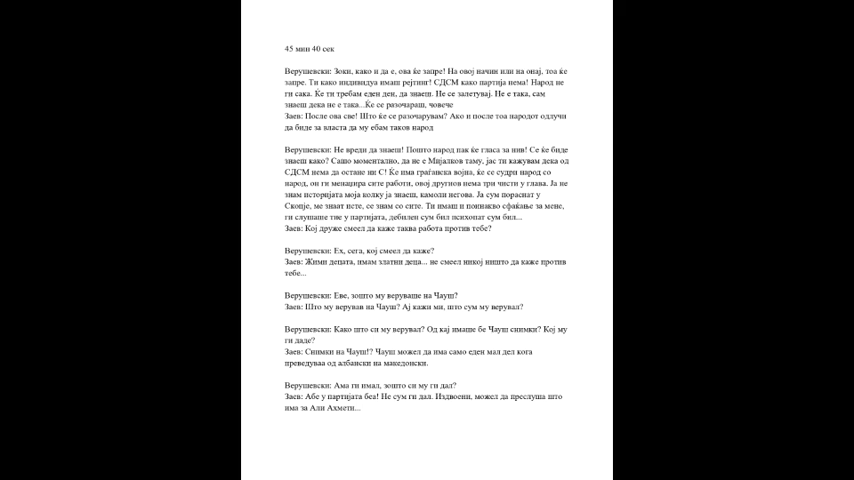 45 мин 40 сек
Верушевски: Зоки, како и да е, ова ќе запре! На овој начин или на онај, тоа ќе
запре. Ти како индивидуа имаш рејтинг! СДСМ како партија нема! Народ не
ги сака. Ќе ти требам еден ден, да знаеш. Не се залетувај. Не е така, сам
знаеш дека не е така...Ќе се разочараш, човече
Заев: После ова све! Што ќе се разочарувам? Ако и после тоа народот одлучи
да биде за власта да му ебам таков народ
Верушевски: Не вреди да знаеш! Пошто народ пак ќе гласа за нив! Се ќе биде
знаеш како? Сашо моментално, да не е Мијалков таму, јас ти кажувам дека од
СДСМ нема да остане ни С! Ќе има граѓанска војна, ќе се судри народ со
народ, он ги менаџира сите работи, овој другиов нема три чисти у глава. Ја не
знам историјата моја колку ја знаеш, камоли негова. Ја сум пораснат у
Скопје, ме знаат исте, се знам со сите. Ти имаш и поинакво сфаќање за мене,
ги слушаше тие у партијата, дебилен сум бил психопат сум бил...
Заев: Кој друже смеел да каже таква работа против тебе?
Верушевски: Ех, сега, кој смеел да каже?
Заев: Жими децата, имам златни деца... не смеел никој ништо да каже против
тебе...
Верушевски: Еве, зошто му веруваше на Чауш?
Заев: Што му верував на Чауш? Ај кажи ми, што сум му верувал?
Верушевски: Како што си му верувал? Од кај имаше бе Чауш снимки? Кој му
ги даде?
Заев: Снимки на Чауш!? Чауш можел да има само еден мал дел кога
преведуваа од албански на македонски.
Верушевски: Ама ги имал, зошто си му ги дал?
Заев: Абе у партијата беа! Не сум ги дал. Издвоени, можел да преслуша што
има за Али Ахмети...